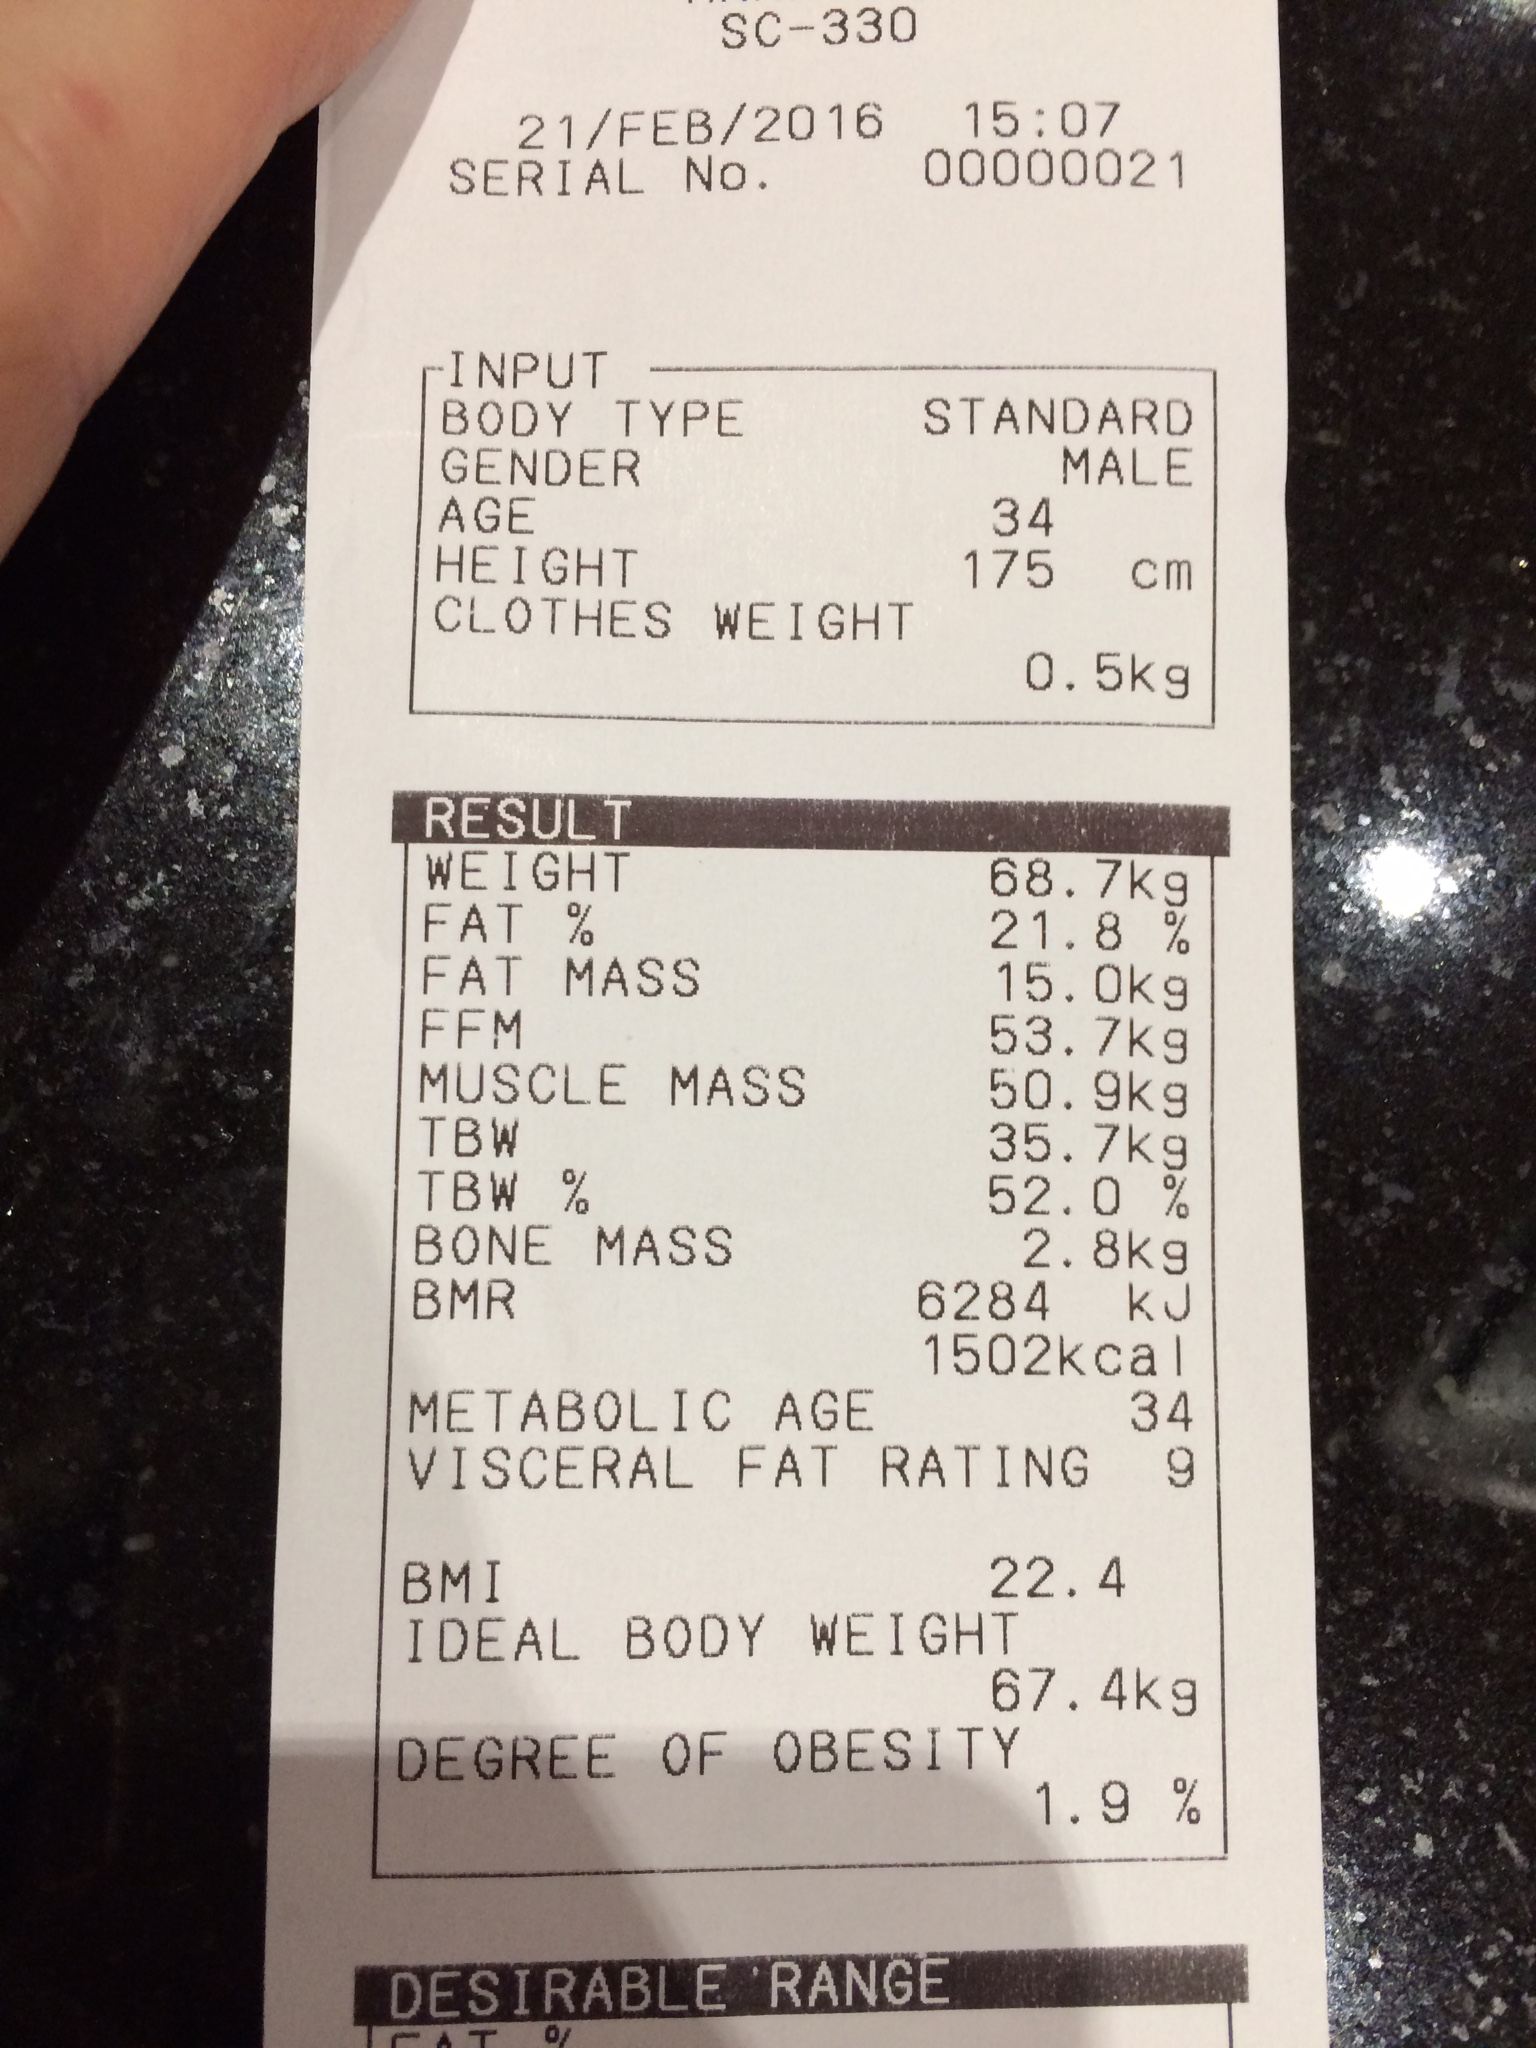 SC-330
21/FEB/2016 15:07
SERIAL No. 00000021
INPUT
BODY TYPE STANDARD
GENDER MALE
AGE 34
HEIGHT 175 cm
CLOTHES WEIGHT
0.5kg
RESULT
WEIGHT 68.7kg
FAT % 21.8 %
FAT MASS 15.0kg
FFM 53.7kg
MUSCLE MASS 50.9kg
TBW 35.7kg
TBW % 52.0 %
BONE MASS 2.8kg
BMR 6284 kJ
1502kcal
METABOLIC AGE 34
VISCERAL FAT RATING 9
BMI 22.4
IDEAL BODY WEIGHT
67.4kg
DEGREE OF OBESITY
1.9 %
DESIRABLE RANGE
FAT %